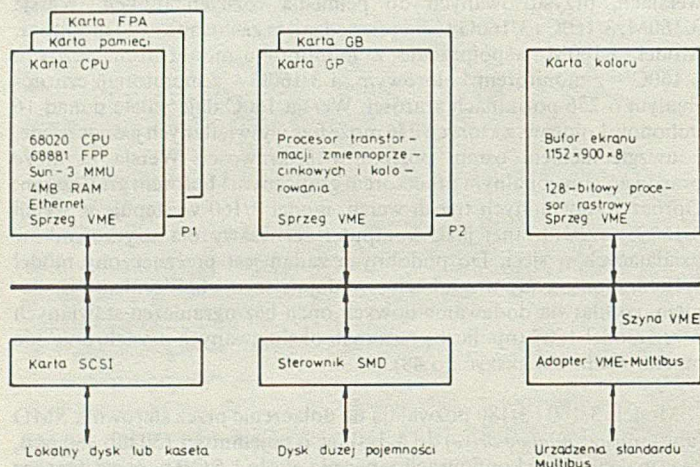 Karta FPA
Karta pamięci
Karta CPU
68020 CPU
68881 FPP
Sun-3 MMU
4MB RAM
Ethernet
Sprzęg VME
P1
Karta GB
Karta GP
Procesor transfor-
macji zmiennoprze-
cinkowych i kolo-
rowania
Sprzęg VME
P2
Karta koloru
Bufor ekranu
1152×900×8
128-bitowy proce-
sor rastrowy
Sprzęg VME
Szyna VME
Karta SCSI
Sterownik SMD
Adapter VME-Multibus
Lokalny dysk lub kaseta
Dysk dużej pojemności
Urządzenia standardu
Multibus